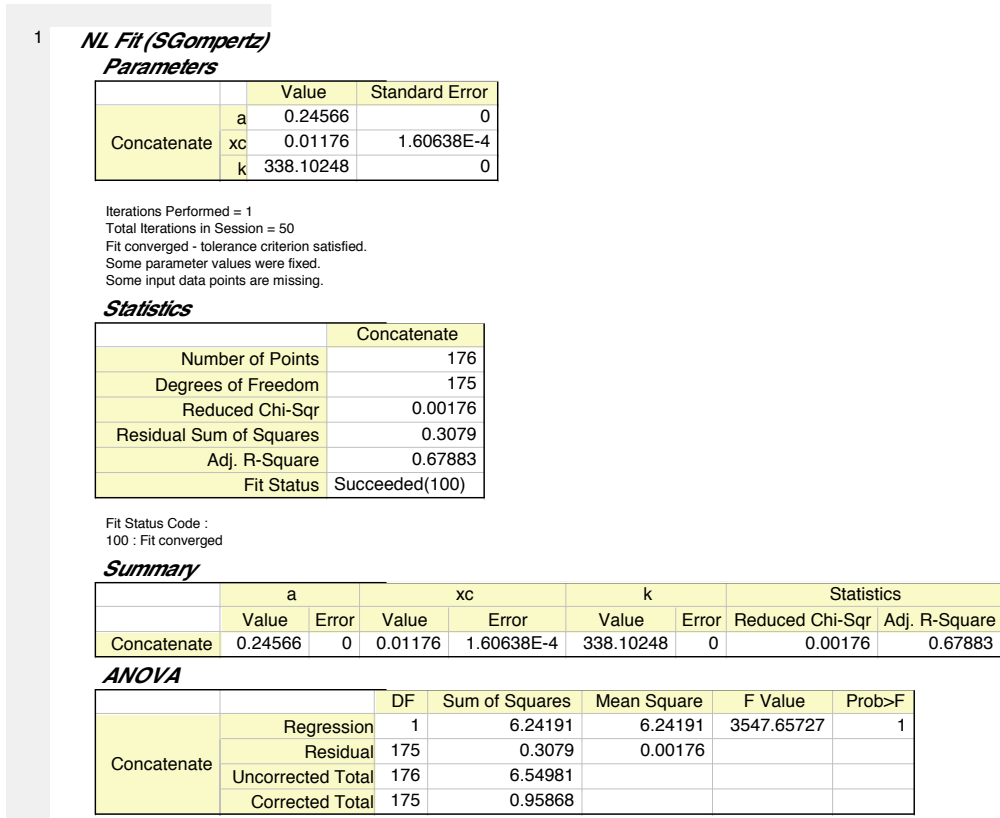 1
NL Fit (SGompertz)
Parameters
Value Standard Error
Concatenate a 0.24566 0
xc 0.01176 1.60638E-4
k 338.10248 0
Iterations Performed = 1
Total Iterations in Session = 50
Fit converged - tolerance criterion satisfied.
Some parameter values were fixed.
Some input data points are missing.
Statistics
Concatenate
Number of Points 176
Degrees of Freedom 175
Reduced Chi-Sqr 0.00176
Residual Sum of Squares 0.3079
Adj. R-Square 0.67883
Fit Status Succeeded(100)
Fit Status Code :
100 : Fit converged
Summary
a xc k Statistics
Value Error Value Error Value Error Reduced Chi-Sqr Adj. R-Square
Concatenate 0.24566 0 0.01176 1.60638E-4 338.10248 0 0.00176 0.67883
ANOVA
DF Sum of Squares Mean Square F Value Prob>F
Concatenate Regression 1 6.24191 6.24191 3547.65727 1
Residual 175 0.3079 0.00176
Uncorrected Total 176 6.54981
Corrected Total 175 0.95868